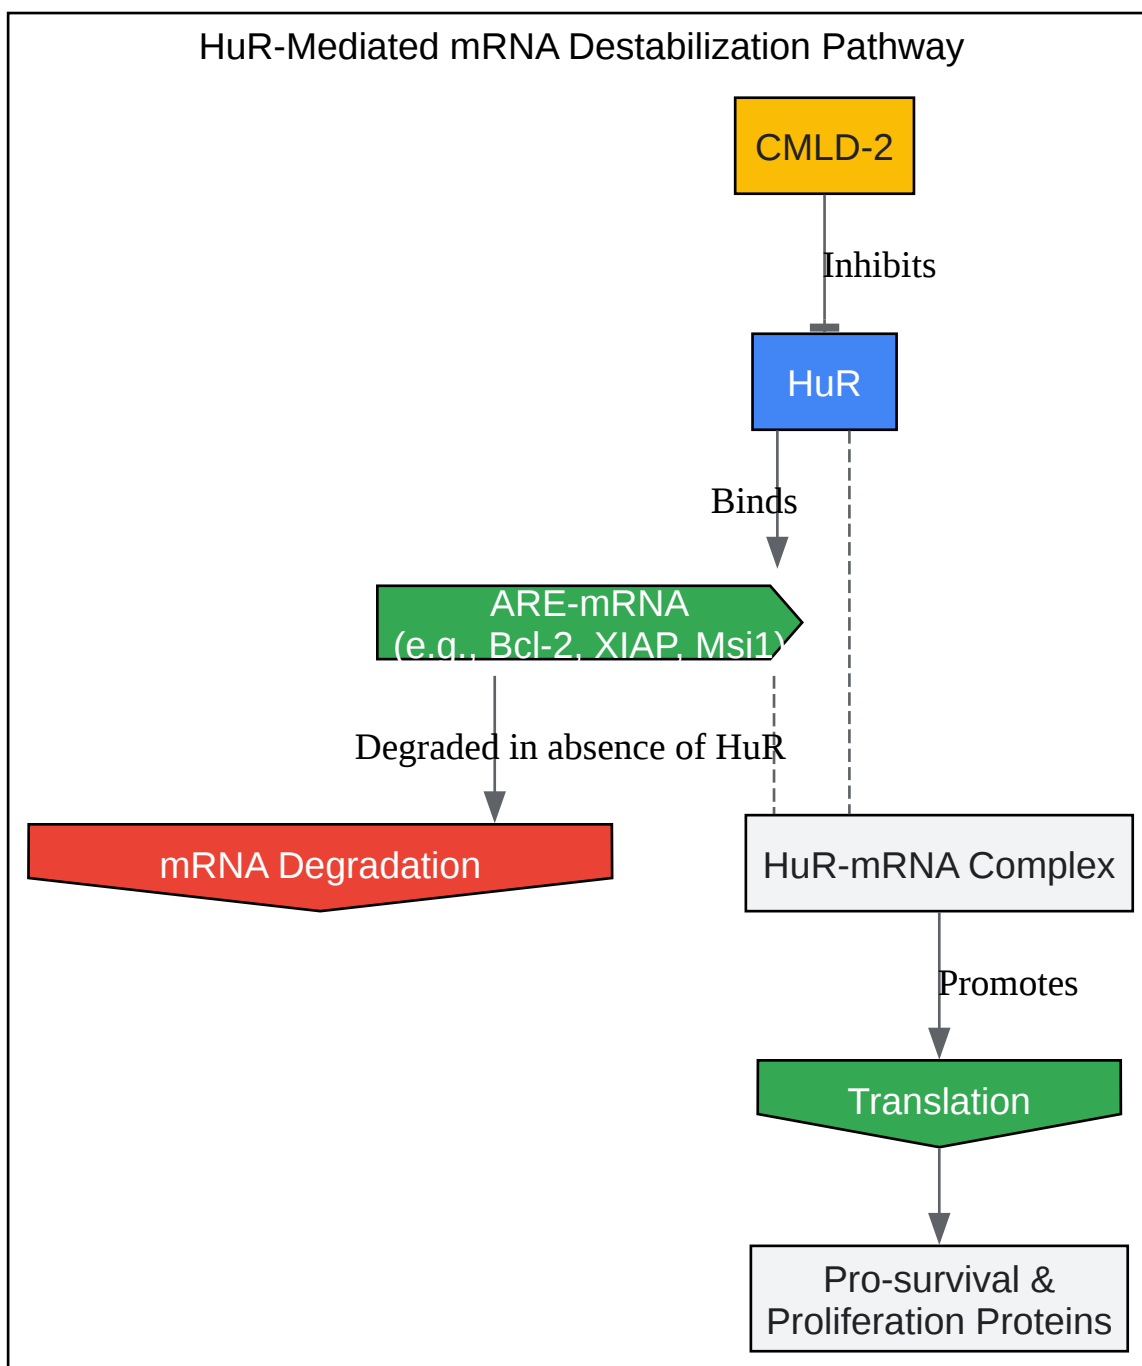 HuR-Mediated mRNA Destabilization Pathway
CMLD-2
Inhibits
HuR
Binds
ARE-mRNA
(e.g., Bcl-2, XIAP, Msi1)
Degraded in absence of HuR
mRNA Degradation
HuR-mRNA Complex
Promotes
Translation
Pro-survival &
Proliferation Proteins